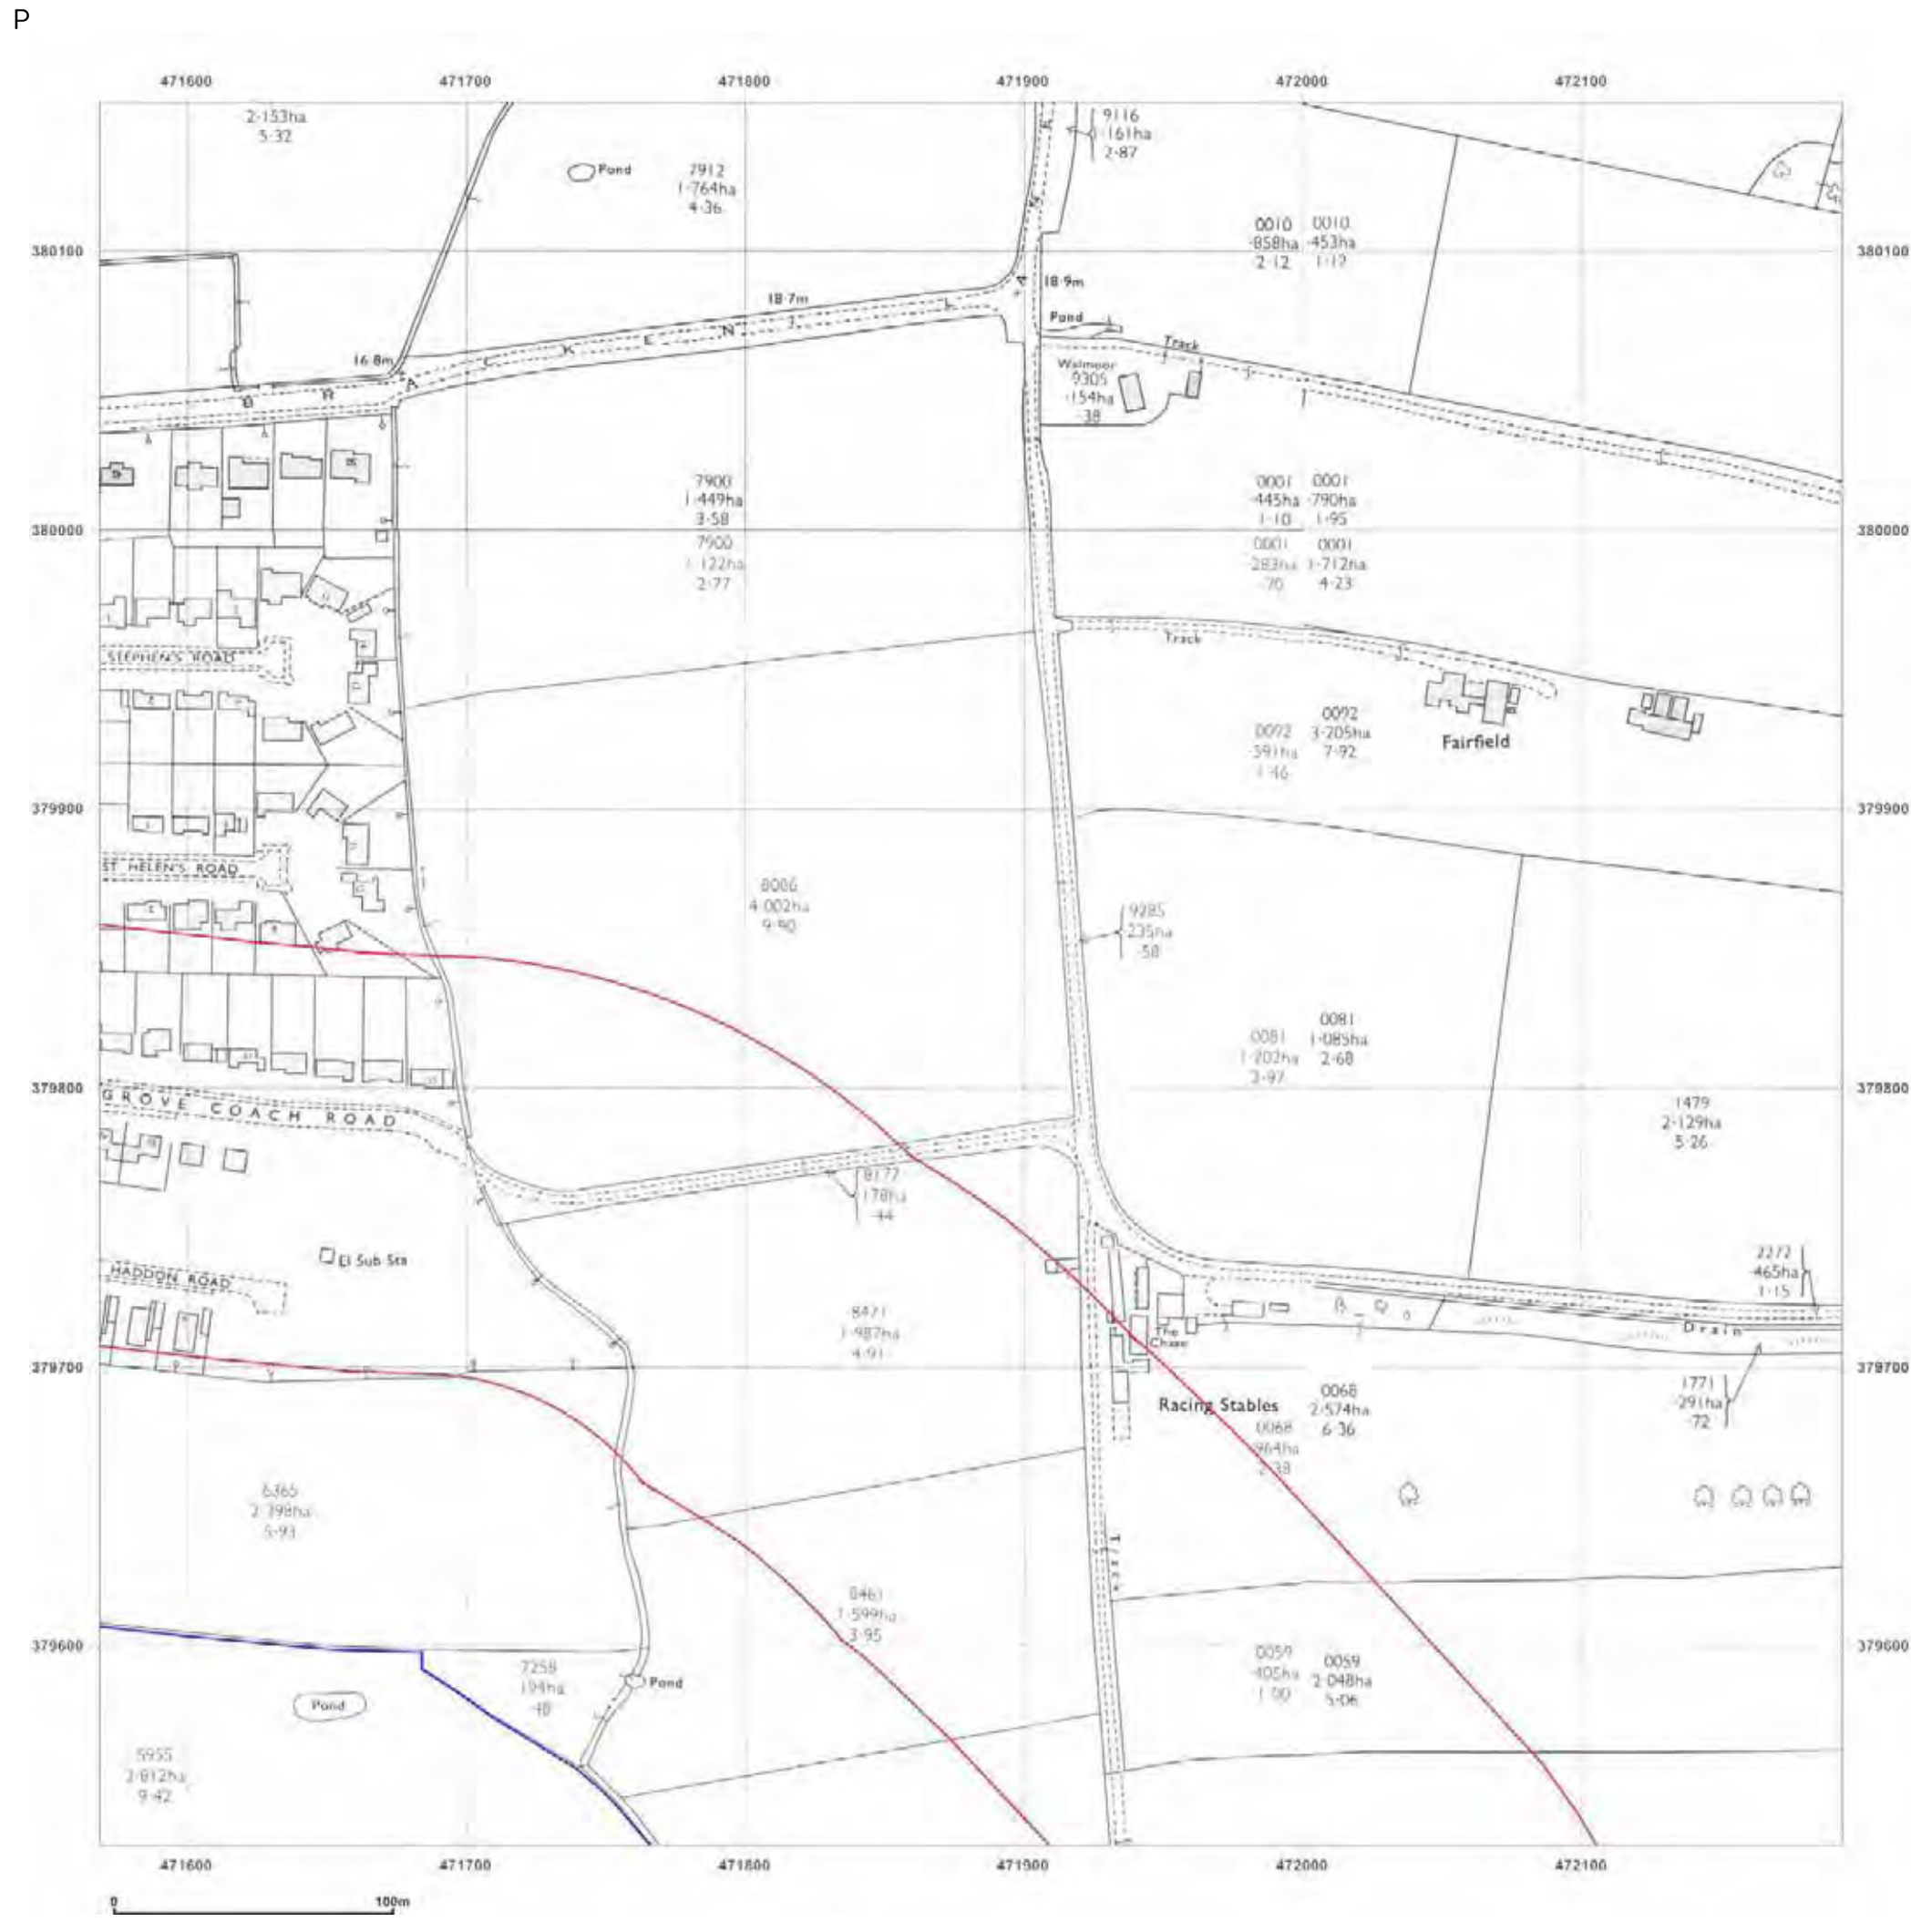 P
471600 471700 471800 471900 472000 472100
2·153ha
5·32
Pond
7912
1·764ha
4·36
9116
1·161ha
2·87
380100
0010 0010
·858ha ·453ha
2·12 1·12
380100
18·9m
18·7m
Pond
Track
16·8m
BRACKEN LANE
Walmoor
9305
·154ha
·38
7900
1·449ha
3·58
0001 0001
·445ha ·790ha
1·10 1·95
380000
380000
7900
1·122ha
2·77
0001 0001
·283ha 1·712ha
·70 4·23
Track
STEPHEN'S ROAD
0092
3·205ha
7·92
0092
·591ha
1·46
Fairfield
379900
379900
ST HELEN'S ROAD
8086
4·002ha
9·90
9285
·235ha
·58
0081
1·085ha
2·68
0081
1·202ha
2·97
379800
379800
GROVE COACH ROAD
1479
2·129ha
5·26
8177
·178ha
·44
El Sub Sta
HADDON ROAD
2272
·465ha
1·15
8471
1·987ha
4·91
The
Chase
Drain
379700
379700
Racing Stables
0068
2·574ha
6·36
0068
·964ha
2·38
1771
·291ha
·72
6365
2·398ha
5·93
Track
8461
1·599ha
3·95
379600
379600
7258
·194ha
·48
Pond
Pond
0059
·405ha
1·00
0059
2·048ha
5·06
5955
3·812ha
9·42
471600 471700 471800 471900 472000 472100
0 100m